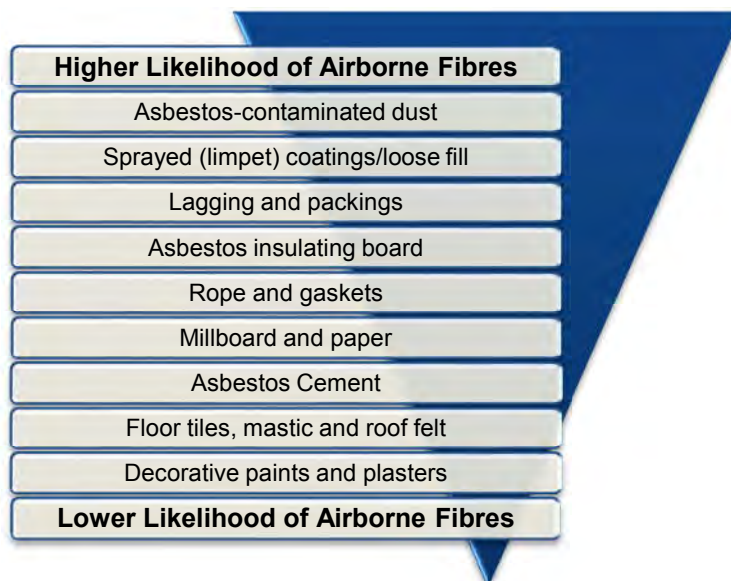 Higher Likelihood of Airborne Fibres
Asbestos-contaminated dust
Sprayed (limpet) coatings/loose fill
Lagging and packings
Asbestos insulating board
Rope and gaskets
Millboard and paper
Asbestos Cement
Floor tiles, mastic and roof felt
Decorative paints and plasters
Lower Likelihood of Airborne Fibres